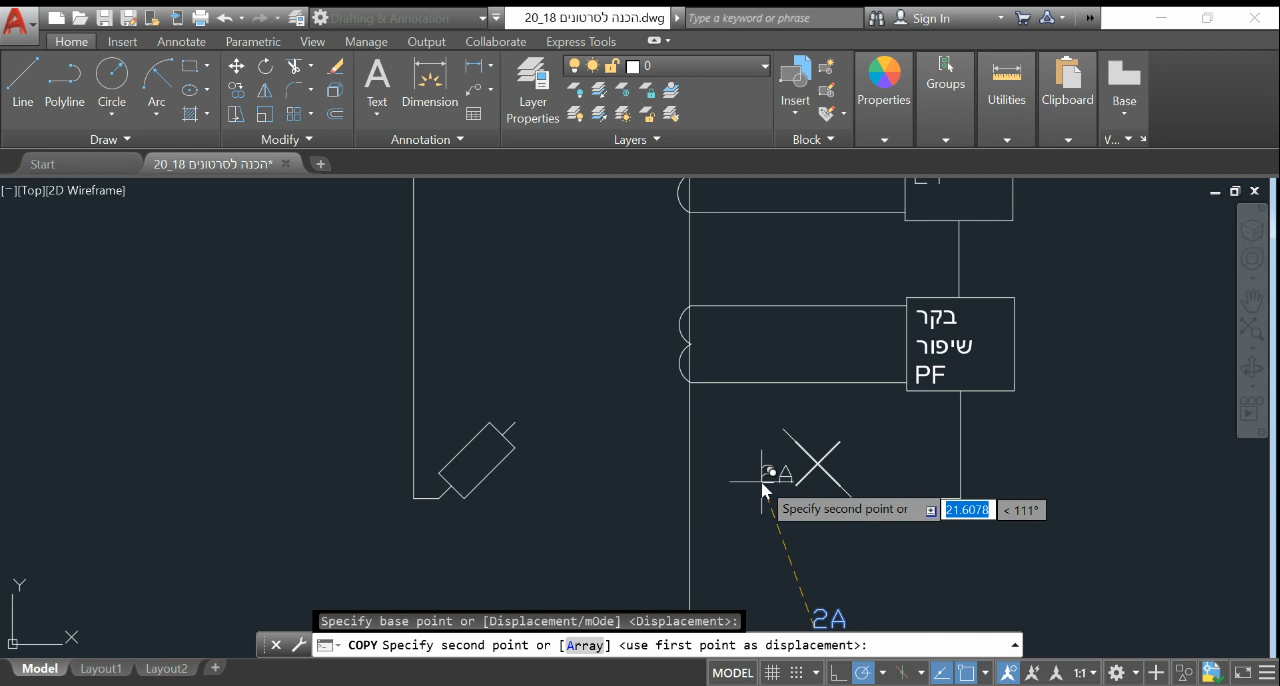 A
Drafting & Annotation
הכנה לסרטונים 20_18.dwg
Type a keyword or phrase
Sign In
Home Insert Annotate Parametric View Manage Output Collaborate Express Tools
Line Polyline Circle Arc
Text Dimension
Layer Properties
0
Insert
Properties
Groups
Utilities
Clipboard
Base
Draw Modify Annotation Layers Block V...
Start
הכנה לסרטונים 20_18*
[−][Top][2D Wireframe]
בקר
שיפור
PF
Specify second point or 21.6078 < 111°
2A
Y
X
Specify base point or [Displacement/mOde] <Displacement>:
COPY Specify second point or [Array] <use first point as displacement>:
Model Layout1 Layout2 +
MODEL 1:1